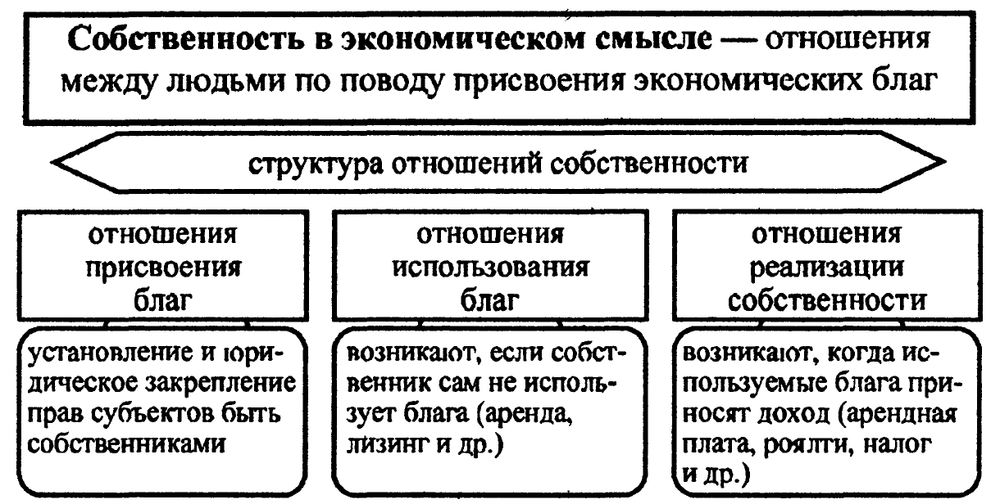 Собственность в экономическом смысле — отношения
между людьми по поводу присвоения экономических благ
структура отношений собственности
отношения
присвоения
благ
отношения
использования
благ
отношения
реализации
собственности
установление и юри-
дическое закрепление
прав субъектов быть
собственниками
возникают, если собст-
венник сам не исполь-
зует блага (аренда,
лизинг и др.)
возникают, когда ис-
пользуемые блага при-
носят доход (арендная
плата, роялти, налог
и др.)